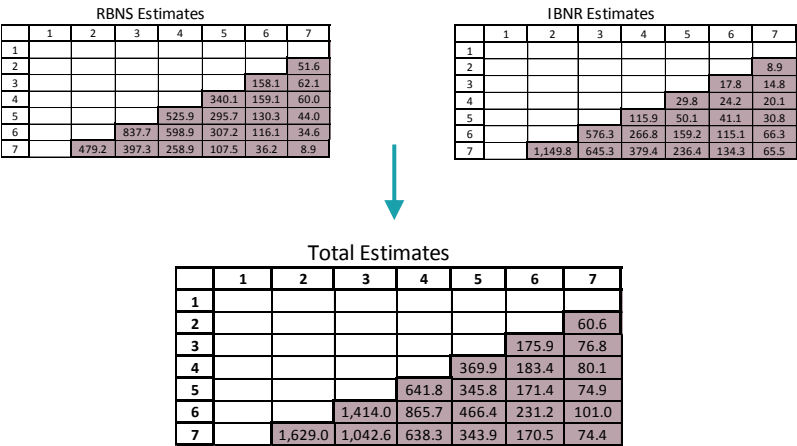 RBNS Estimates
1 2 3 4 5 6 7
1
2 51.6
3 158.1 62.1
4 340.1 159.1 60.0
5 525.9 295.7 130.3 44.0
6 837.7 598.9 307.2 116.1 34.6
7 479.2 397.3 258.9 107.5 36.2 8.9
IBNR Estimates
1 2 3 4 5 6 7
1
2 8.9
3 17.8 14.8
4 29.8 24.2 20.1
5 115.9 50.1 41.1 30.8
6 576.3 266.8 159.2 115.1 66.3
7 1,149.8 645.3 379.4 236.4 134.3 65.5
Total Estimates
1 2 3 4 5 6 7
1
2 60.6
3 175.9 76.8
4 369.9 183.4 80.1
5 641.8 345.8 171.4 74.9
6 1,414.0 865.7 466.4 231.2 101.0
7 1,629.0 1,042.6 638.3 343.9 170.5 74.4